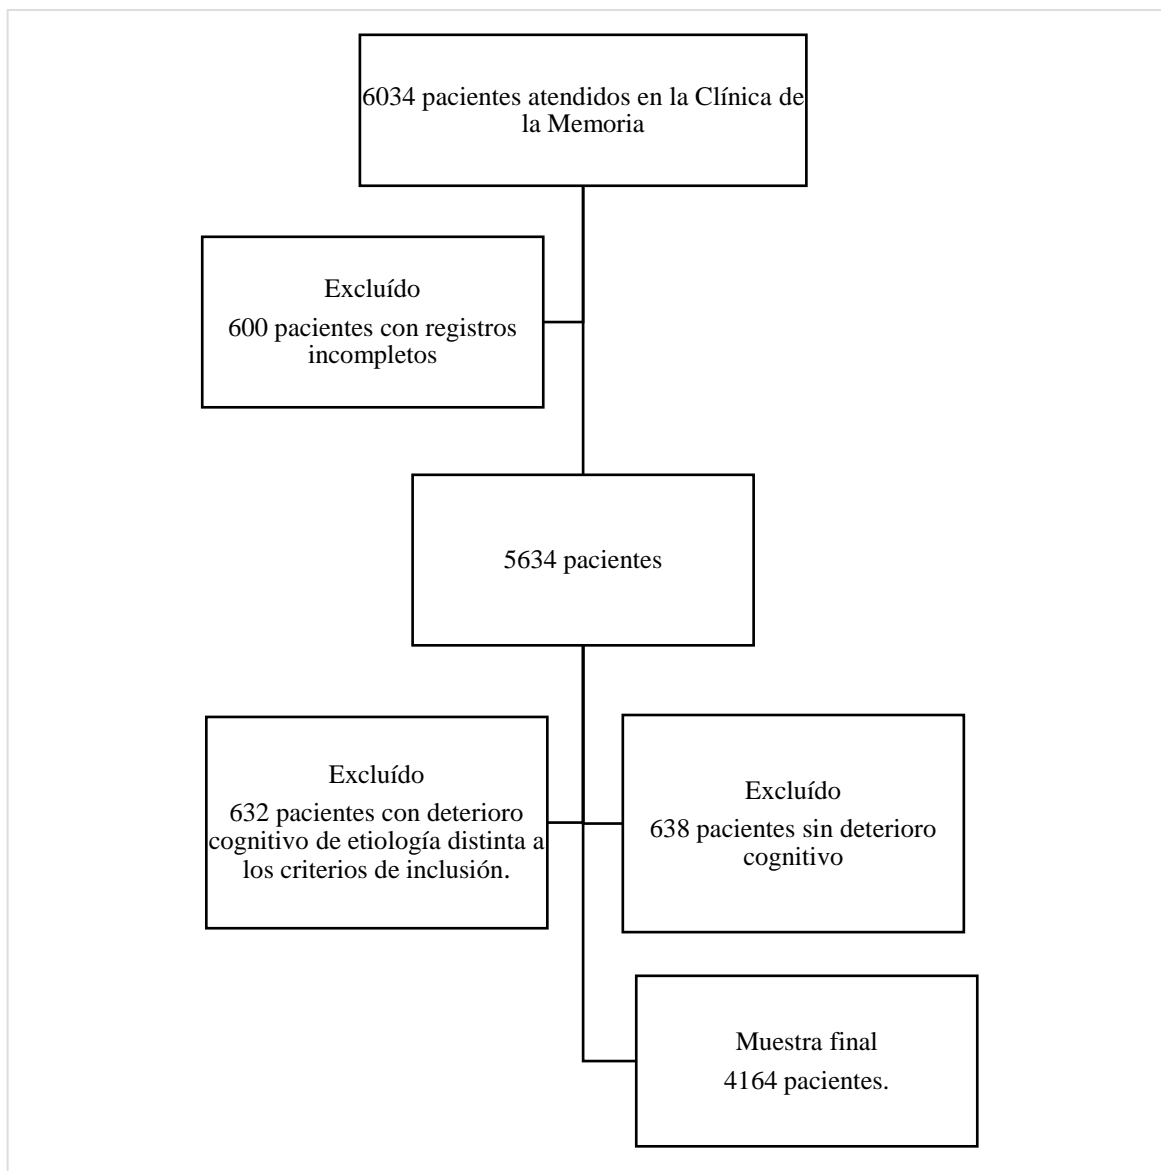 6034 pacientes atendidos en la Clínica de
la Memoria
Excluído
600 pacientes con registros
incompletos
5634 pacientes
Excluído
632 pacientes con deterioro
cognitivo de etiología distinta a
los criterios de inclusión.
Excluído
638 pacientes sin deterioro
cognitivo
Muestra final
4164 pacientes.